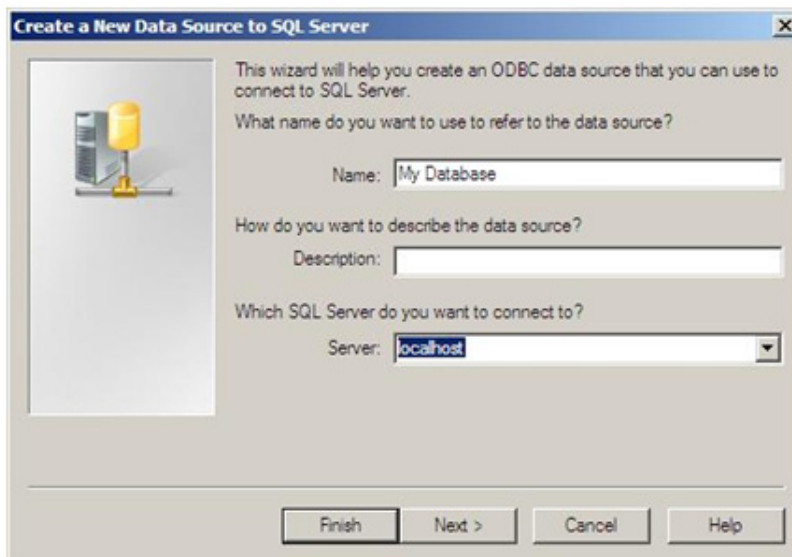 Create a New Data Source to SQL Server
This wizard will help you create an ODBC data source that you can use to
connect to SQL Server.
What name do you want to use to refer to the data source?
Name: My Database
How do you want to describe the data source?
Description:
Which SQL Server do you want to connect to?
Server: localhost
Finish Next > Cancel Help